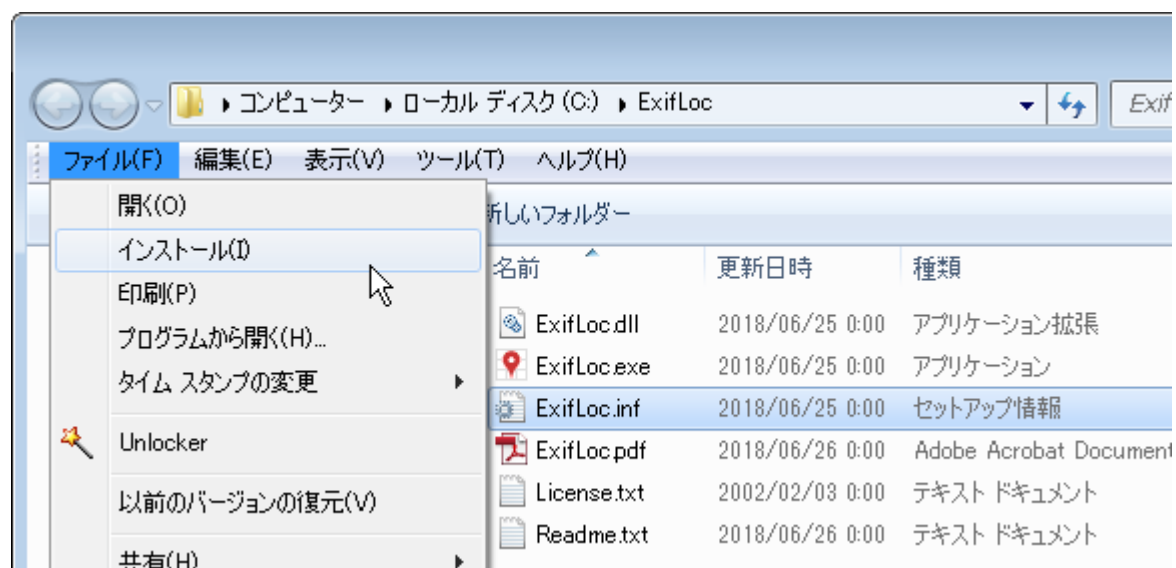 コンピューター ローカル ディスク (C:) ExifLoc
Exif
ファイル(F) 編集(E) 表示(V) ツール(T) ヘルプ(H)
開く(O)
新しいフォルダー
インストール(I)
名前 更新日時 種類
印刷(P)
ExifLoc.dll 2018/06/25 0:00 アプリケーション拡張
プログラムから開く(H)...
ExifLoc.exe 2018/06/25 0:00 アプリケーション
タイム スタンプの変更
ExifLoc.inf 2018/06/25 0:00 セットアップ情報
Unlocker
ExifLoc.pdf 2018/06/26 0:00 Adobe Acrobat Document
License.txt 2002/02/03 0:00 テキスト ドキュメント
以前のバージョンの復元(V)
Readme.txt 2018/06/26 0:00 テキスト ドキュメント
共有(H)